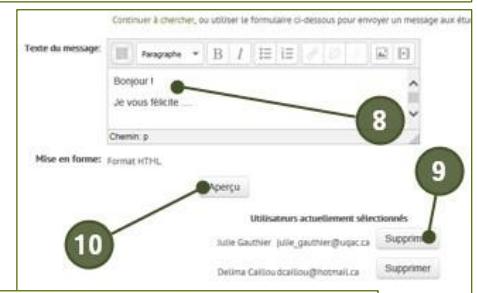 Continuer à chercher, ou utiliser le formulaire ci-dessous pour envoyer un message aux étu
Texte du message:
Paragraphe B I
Bonjour !
Je vous félicite ....
Chemin: p
8
Mise en forme: Format HTML
9
Aperçu
10
Utilisateurs actuellement sélectionnés
Julie Gauthier julie_gauthier@uqac.ca Supprim
Delima Caillou dcaillou@hotmail.ca Supprimer